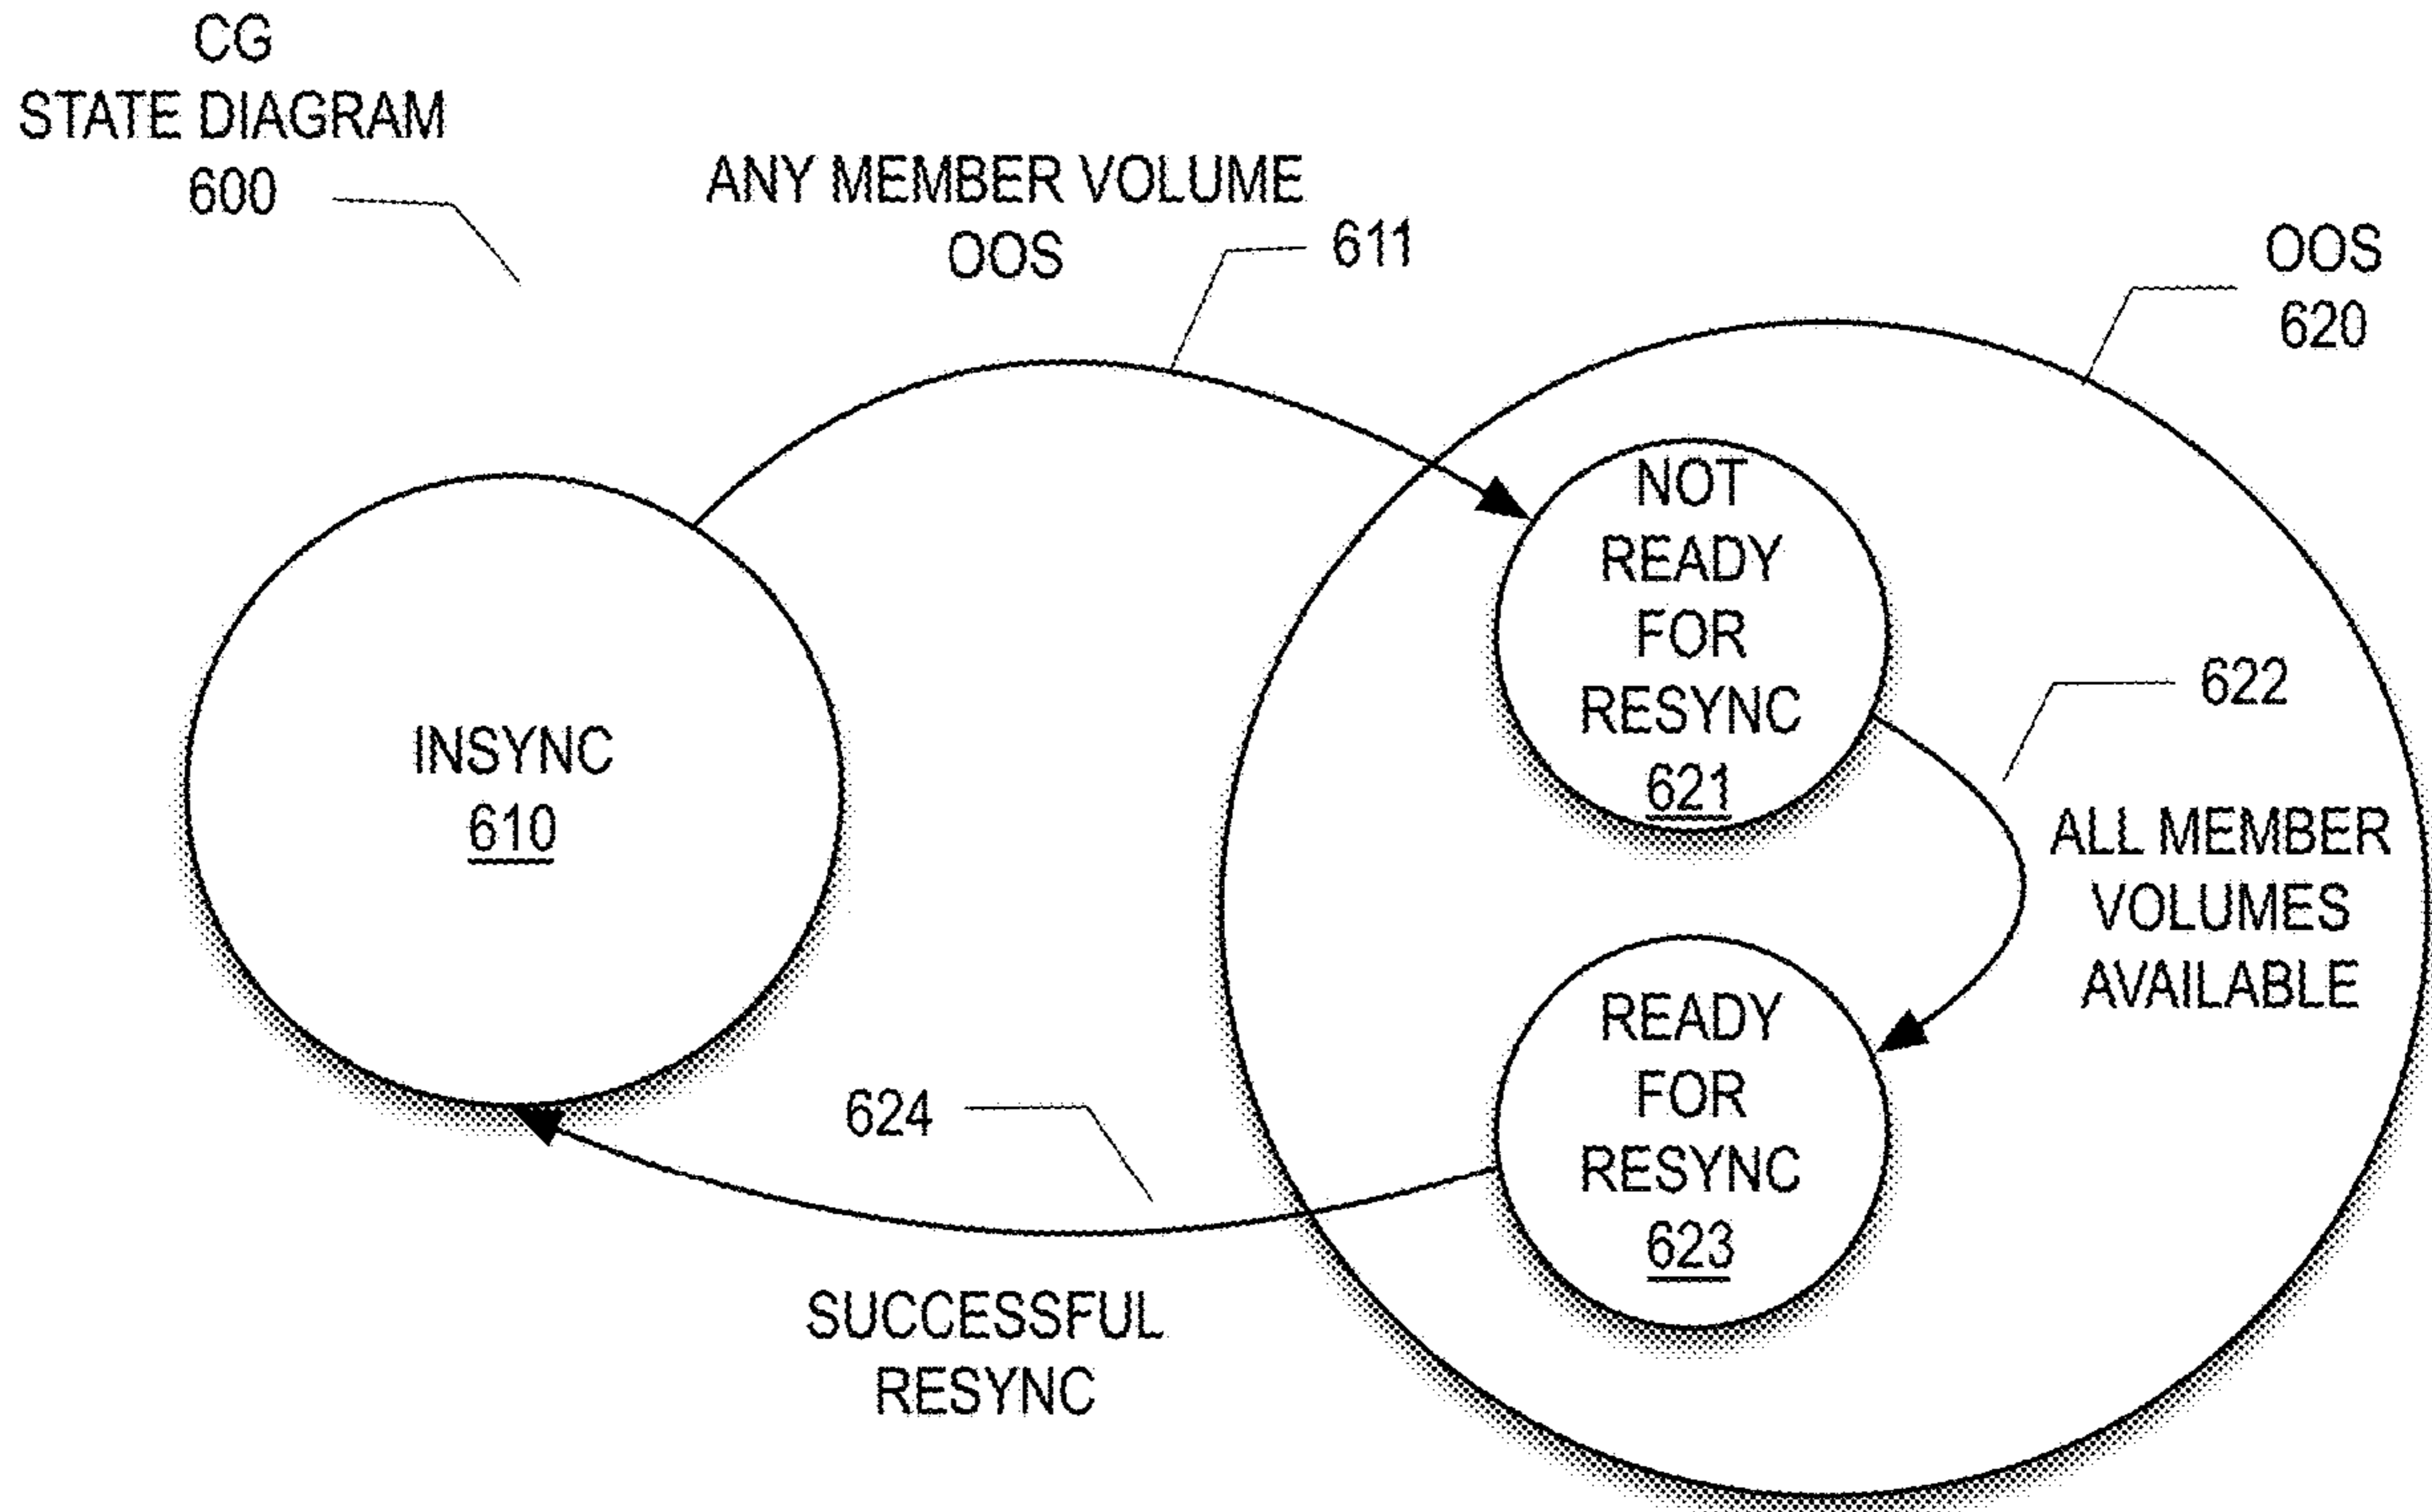 CG
STATE DIAGRAM
600
ANY MEMBER VOLUME
OOS
611
OOS
620
NOT
READY
FOR
RESYNC
621
622
INSYNC
610
ALL MEMBER
VOLUMES
AVAILABLE
READY
FOR
RESYNC
623
624
SUCCESSFUL
RESYNC